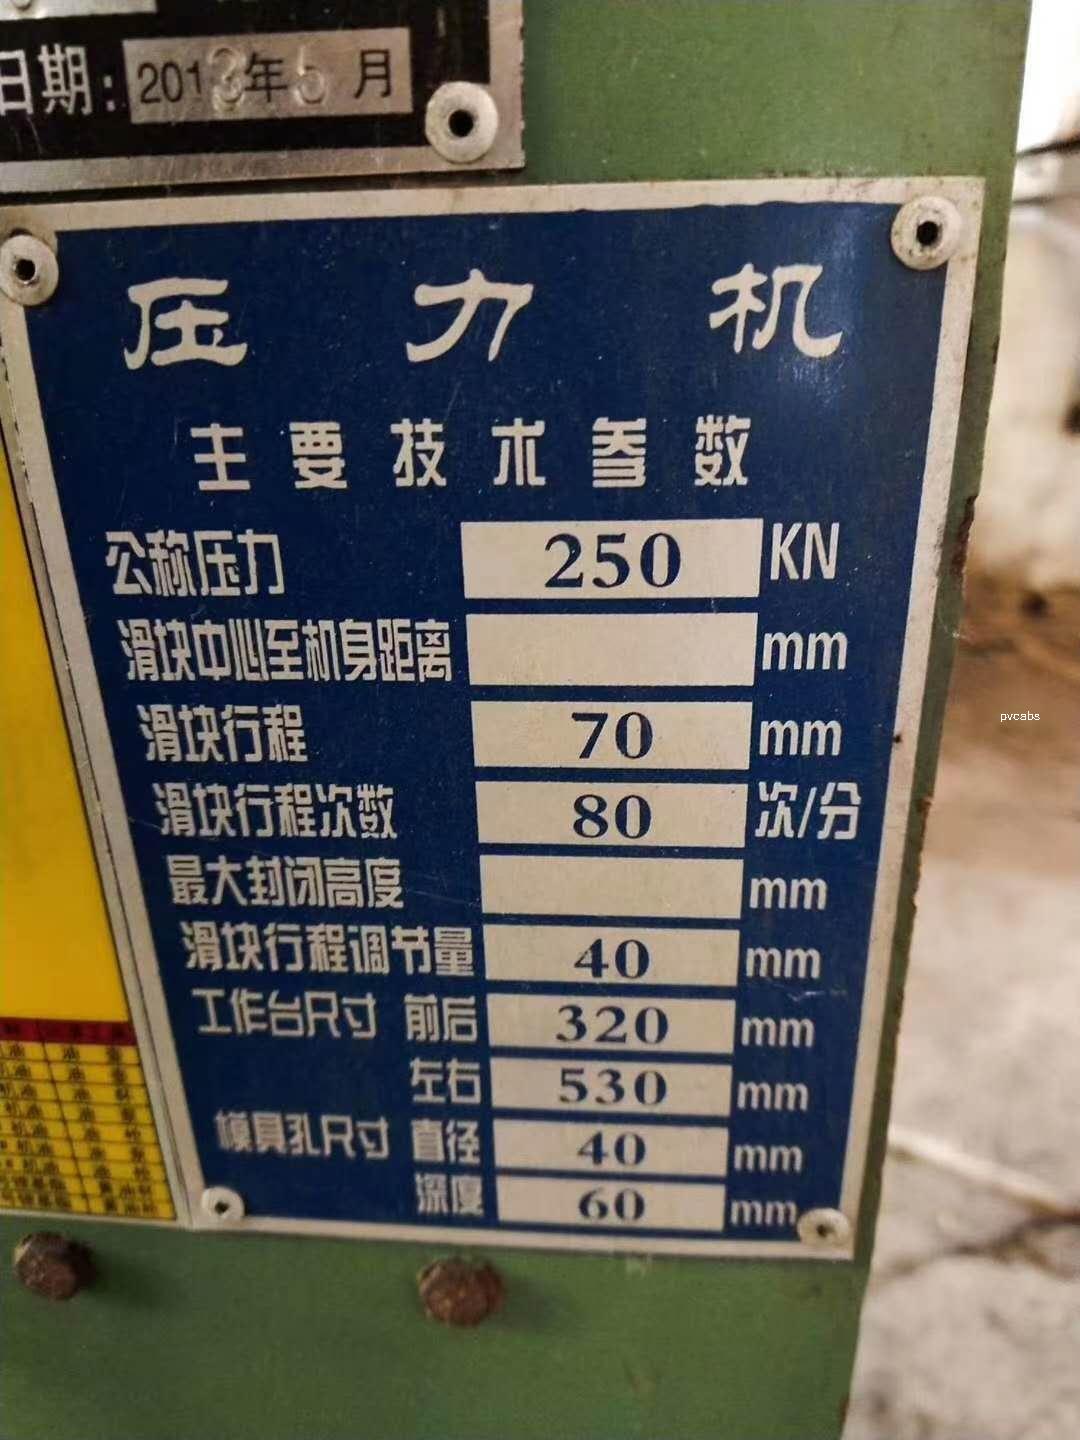 日期: 2013年5月
压力机
主要技术参数
公称压力 250 KN
滑块中心至机身距离 mm
滑块行程 70 mm
滑块行程次数 80 次/分
最大封闭高度 mm
滑块行程调节量 40 mm
工作台尺寸 前后 320 mm
左右 530 mm
模具孔尺寸 直径 40 mm
深度 60 mm
pvcabs